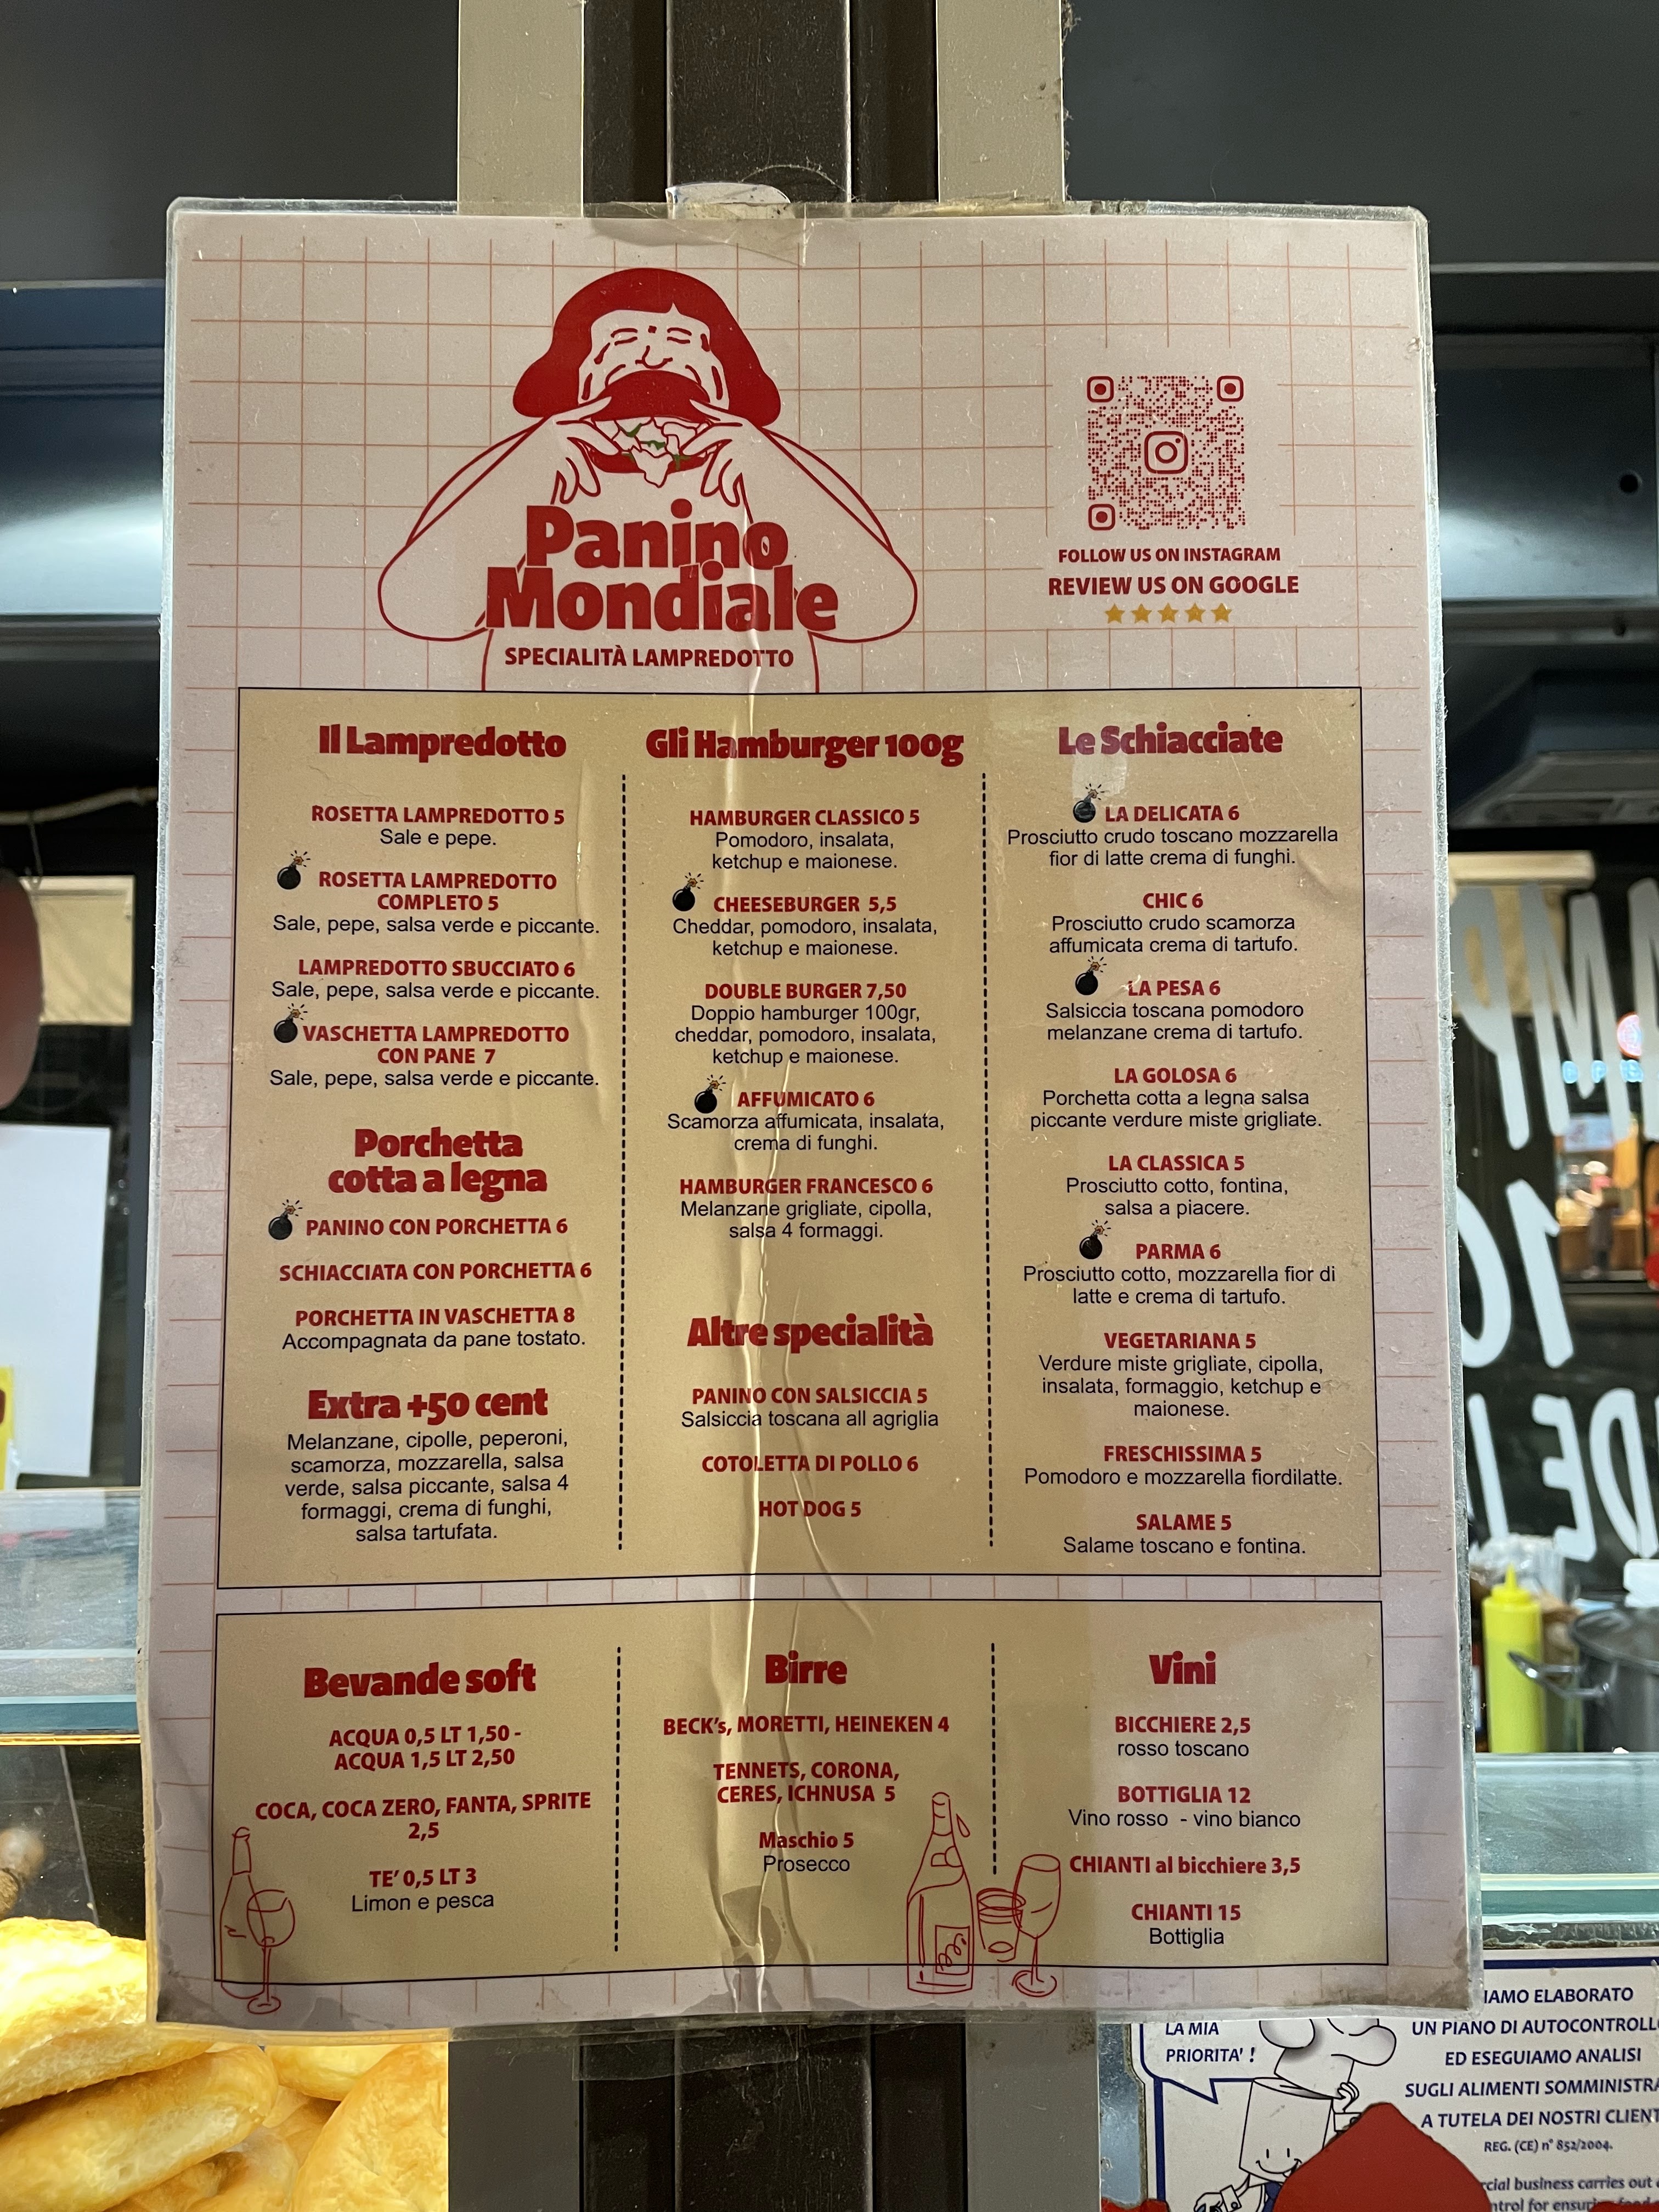 Panino
Mondiale
SPECIALITÀ LAMPREDOTTO
FOLLOW US ON INSTAGRAM
REVIEW US ON GOOGLE
Il Lampredotto
ROSETTA LAMPREDOTTO 5
Sale e pepe.
ROSETTA LAMPREDOTTO
COMPLETO 5
Sale, pepe, salsa verde e piccante.
LAMPREDOTTO SBUCCIATO 6
Sale, pepe, salsa verde e piccante.
VASCHETTA LAMPREDOTTO
CON PANE 7
Sale, pepe, salsa verde e piccante.
Porchetta
cotta a legna
PANINO CON PORCHETTA 6
SCHIACCIATA CON PORCHETTA 6
PORCHETTA IN VASCHETTA 8
Accompagnata da pane tostato.
Extra +50 cent
Melanzane, cipolle, peperoni,
scamorza, mozzarella, salsa
verde, salsa piccante, salsa 4
formaggi, crema di funghi,
salsa tartufata.
Gli Hamburger 100g
HAMBURGER CLASSICO 5
Pomodoro, insalata,
ketchup e maionese.
CHEESEBURGER 5,5
Cheddar, pomodoro, insalata,
ketchup e maionese.
DOUBLE BURGER 7,50
Doppio hamburger 100gr,
cheddar, pomodoro, insalata,
ketchup e maionese.
AFFUMICATO 6
Scamorza affumicata, insalata,
crema di funghi.
HAMBURGER FRANCESCO 6
Melanzane grigliate, cipolla,
salsa 4 formaggi.
Altre specialità
PANINO CON SALSICCIA 5
Salsiccia toscana all agriglia
COTOLETTA DI POLLO 6
HOT DOG 5
Le Schiacciate
LA DELICATA 6
Prosciutto crudo toscano mozzarella
fior di latte crema di funghi.
CHIC 6
Prosciutto crudo scamorza
affumicata crema di tartufo.
LA PESA 6
Salsiccia toscana pomodoro
melanzane crema di tartufo.
LA GOLOSA 6
Porchetta cotta a legna salsa
piccante verdure miste grigliate.
LA CLASSICA 5
Prosciutto cotto, fontina,
salsa a piacere.
PARMA 6
Prosciutto cotto, mozzarella fior di
latte e crema di tartufo.
VEGETARIANA 5
Verdure miste grigliate, cipolla,
insalata, formaggio, ketchup e
maionese.
FRESCHISSIMA 5
Pomodoro e mozzarella fiordilatte.
SALAME 5
Salame toscano e fontina.
Bevande soft
ACQUA 0,5 LT 1,50 -
ACQUA 1,5 LT 2,50
COCA, COCA ZERO, FANTA, SPRITE
2,5
TE' 0,5 LT 3
Limon e pesca
Birre
BECK's, MORETTI, HEINEKEN 4
TENNETS, CORONA,
CERES, ICHNUSA 5
Maschio 5
Prosecco
Vini
BICCHIERE 2,5
rosso toscano
BOTTIGLIA 12
Vino rosso - vino bianco
CHIANTI al bicchiere 3,5
CHIANTI 15
Bottiglia
LA MIA
PRIORITA' !
UN PIANO DI
ED ESEGUIAMO ANALISI
SUGLI ALIMENTI
A TUTELA DEI NOSTRI
REG. (CE) n° 852/2004.
business carries out
for